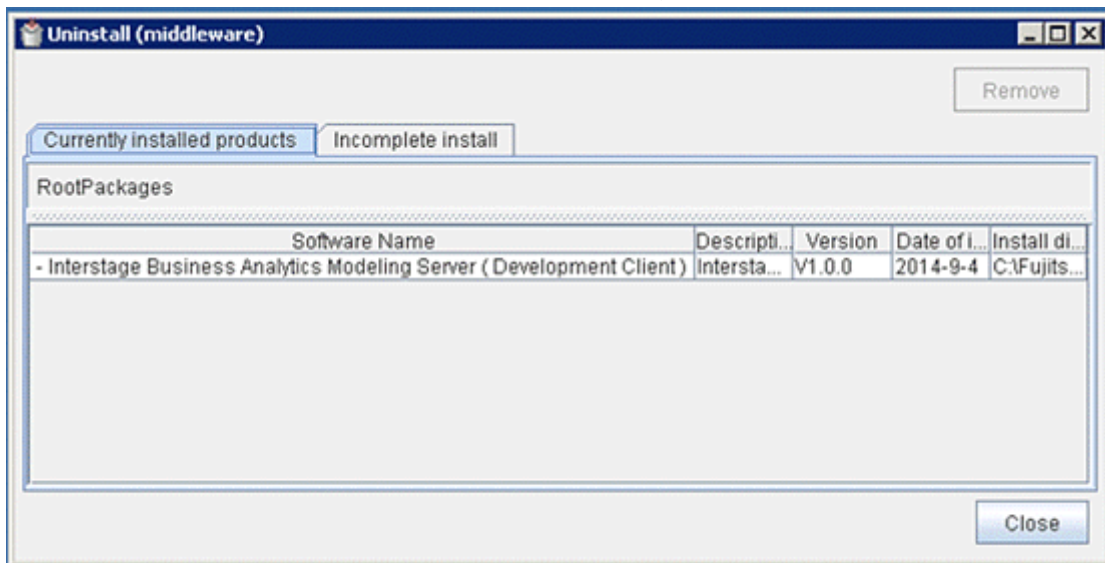 Uninstall (middleware)
Remove
Currently installed products Incomplete install
RootPackages
Software Name Descripti... Version Date of i... Install di...
- Interstage Business Analytics Modeling Server ( Development Client ) Intersta... V1.0.0 2014-9-4 C:\Fujits...
Close